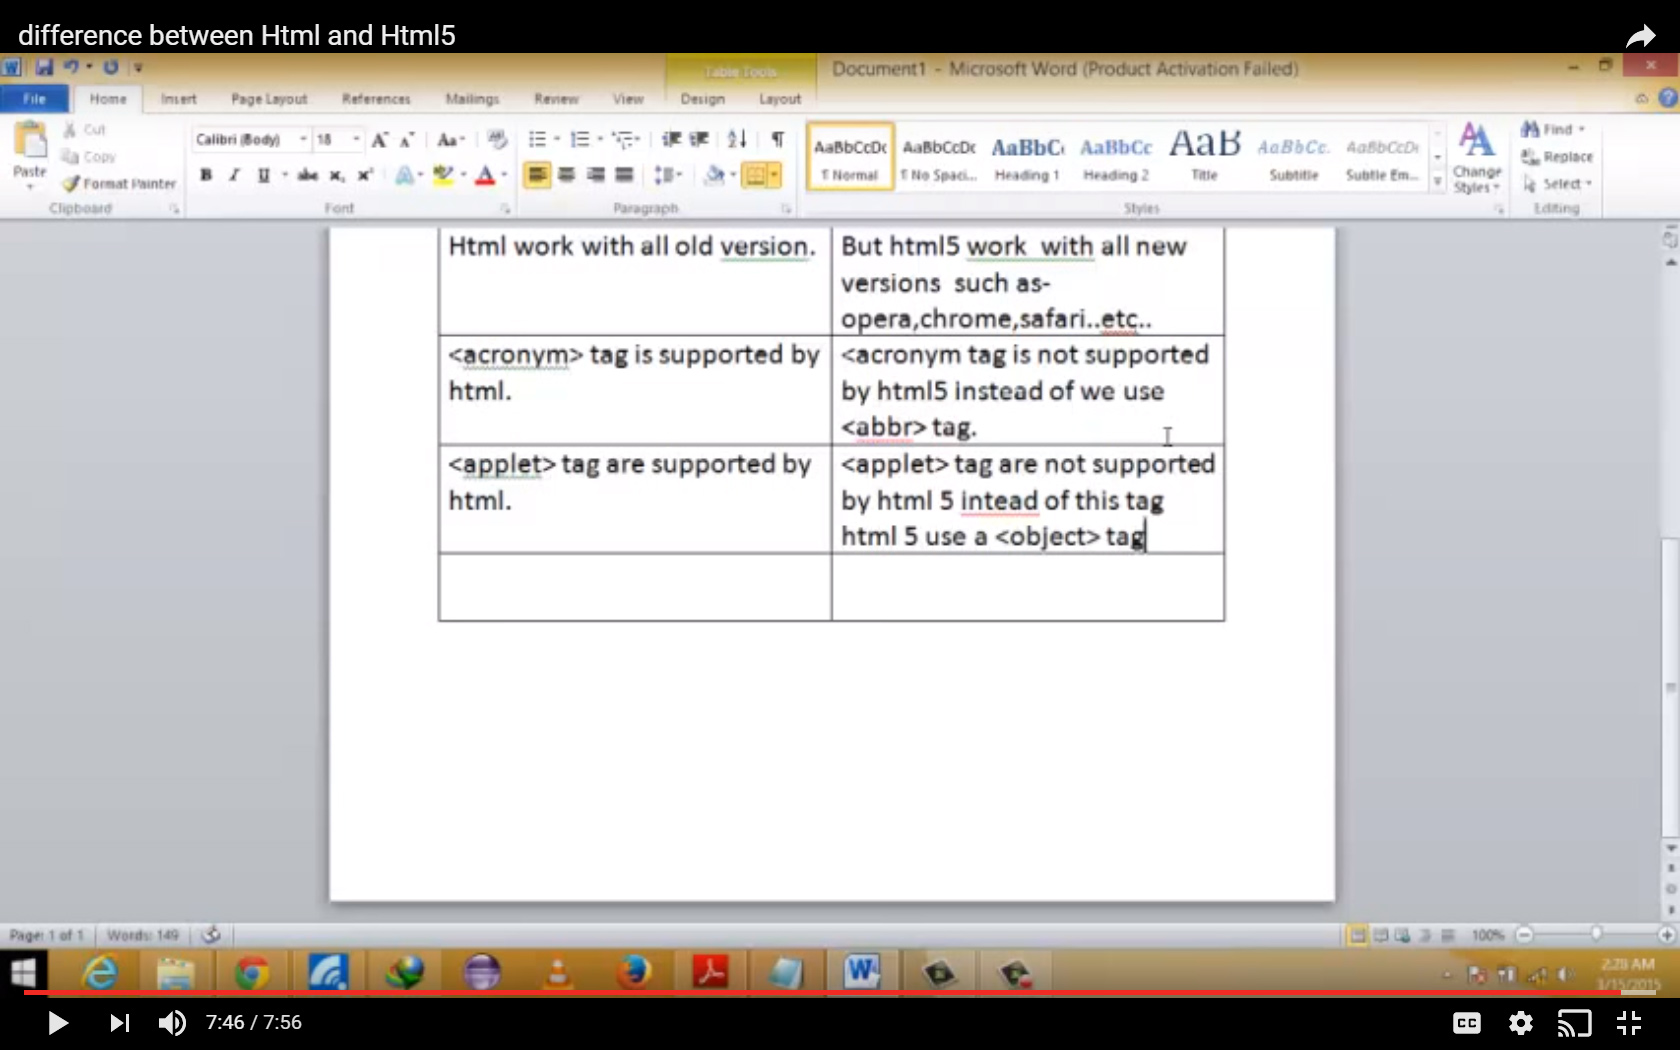 difference between Html and Html5
Table Tools
Document1 - Microsoft Word (Product Activation Failed)
File Home Insert Page Layout References Mailings Review View Design Layout
Paste
Cut
Copy
Format Painter
Clipboard
Calibri (Body) 18
Font
Paragraph
AaBbCcDc AaBbCcDc AaBbC AaBbCc AaB AaBbCc. AaBbCcDc
¶ Normal ¶ No Spaci... Heading 1 Heading 2 Title Subtitle Subtle Em...
Styles
Change
Styles
Find
Replace
Select
Editing
Html work with all old version.
But html5 work with all new
versions such as-
opera,chrome,safari..etc..
<acronym> tag is supported by
html.
<acronym tag is not supported
by html5 instead of we use
<abbr> tag.
<applet> tag are supported by
html.
<applet> tag are not supported
by html 5 intead of this tag
html 5 use a <object> tag
Page: 1 of 1 Words: 149
100%
2:28 AM
3/15/2015
7:46 / 7:56
CC